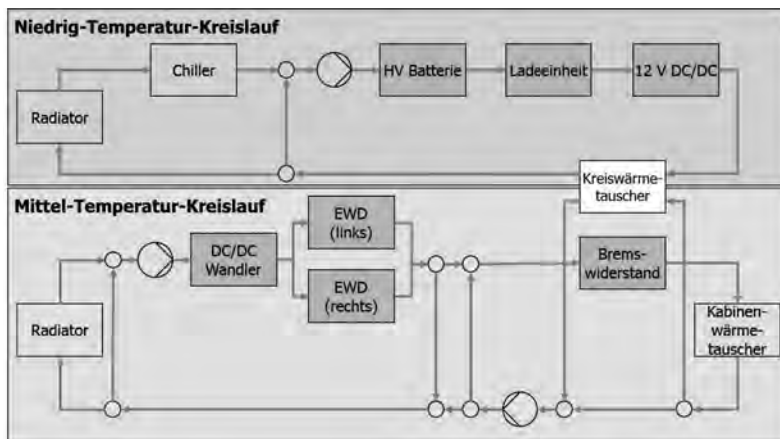 Niedrig-Temperatur-Kreislauf
Chiller
HV Batterie
Ladeeinheit
12 V DC/DC
Radiator
Kreiswärme-
tauscher
Mittel-Temperatur-Kreislauf
EWD
(links)
DC/DC
Wandler
Brems-
widerstand
EWD
(rechts)
Radiator
Kabinen-
wärme-
tauscher